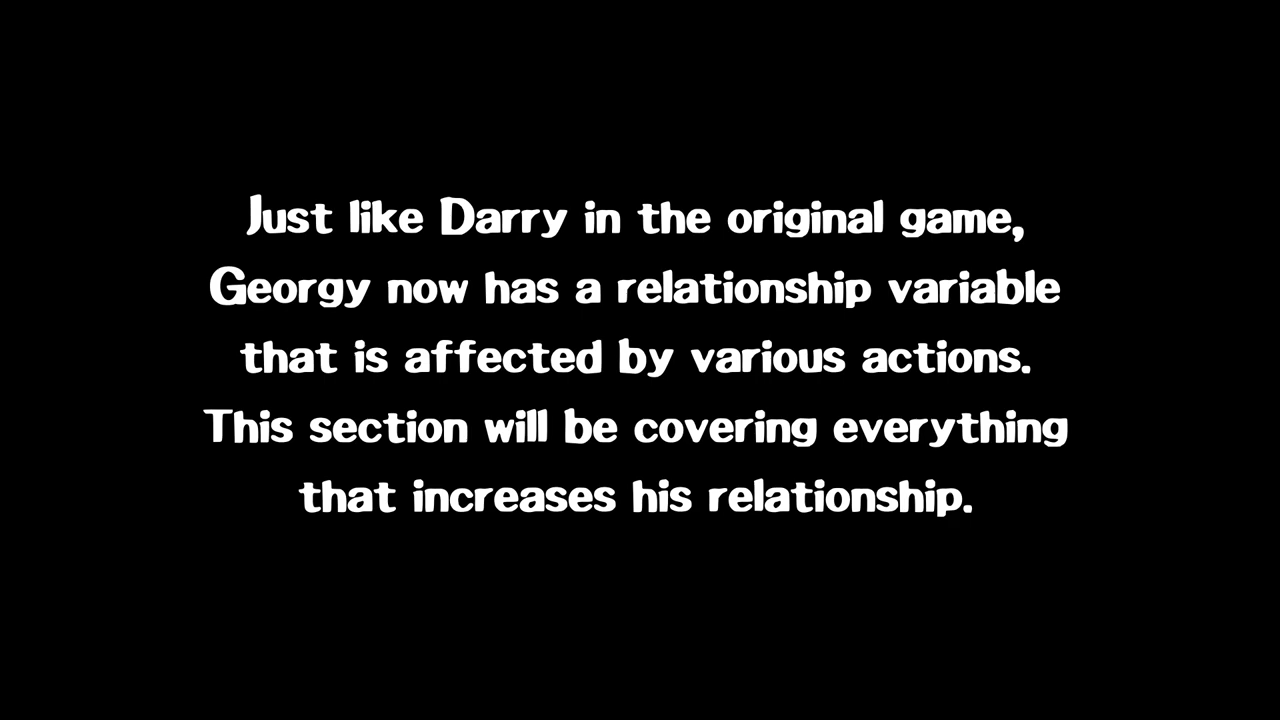 Just like Darry in the original game,
Georgy now has a relationship variable
that is affected by various actions.
This section will be covering everything
that increases his relationship.